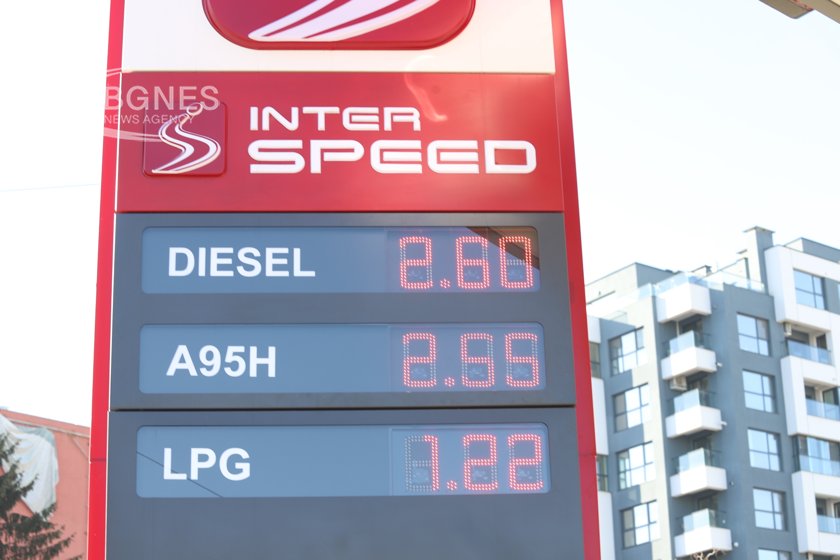 BGNES
NEWS AGENCY
INTER
SPEED
DIESEL 2.60
A95H 2.55
LPG 1.22